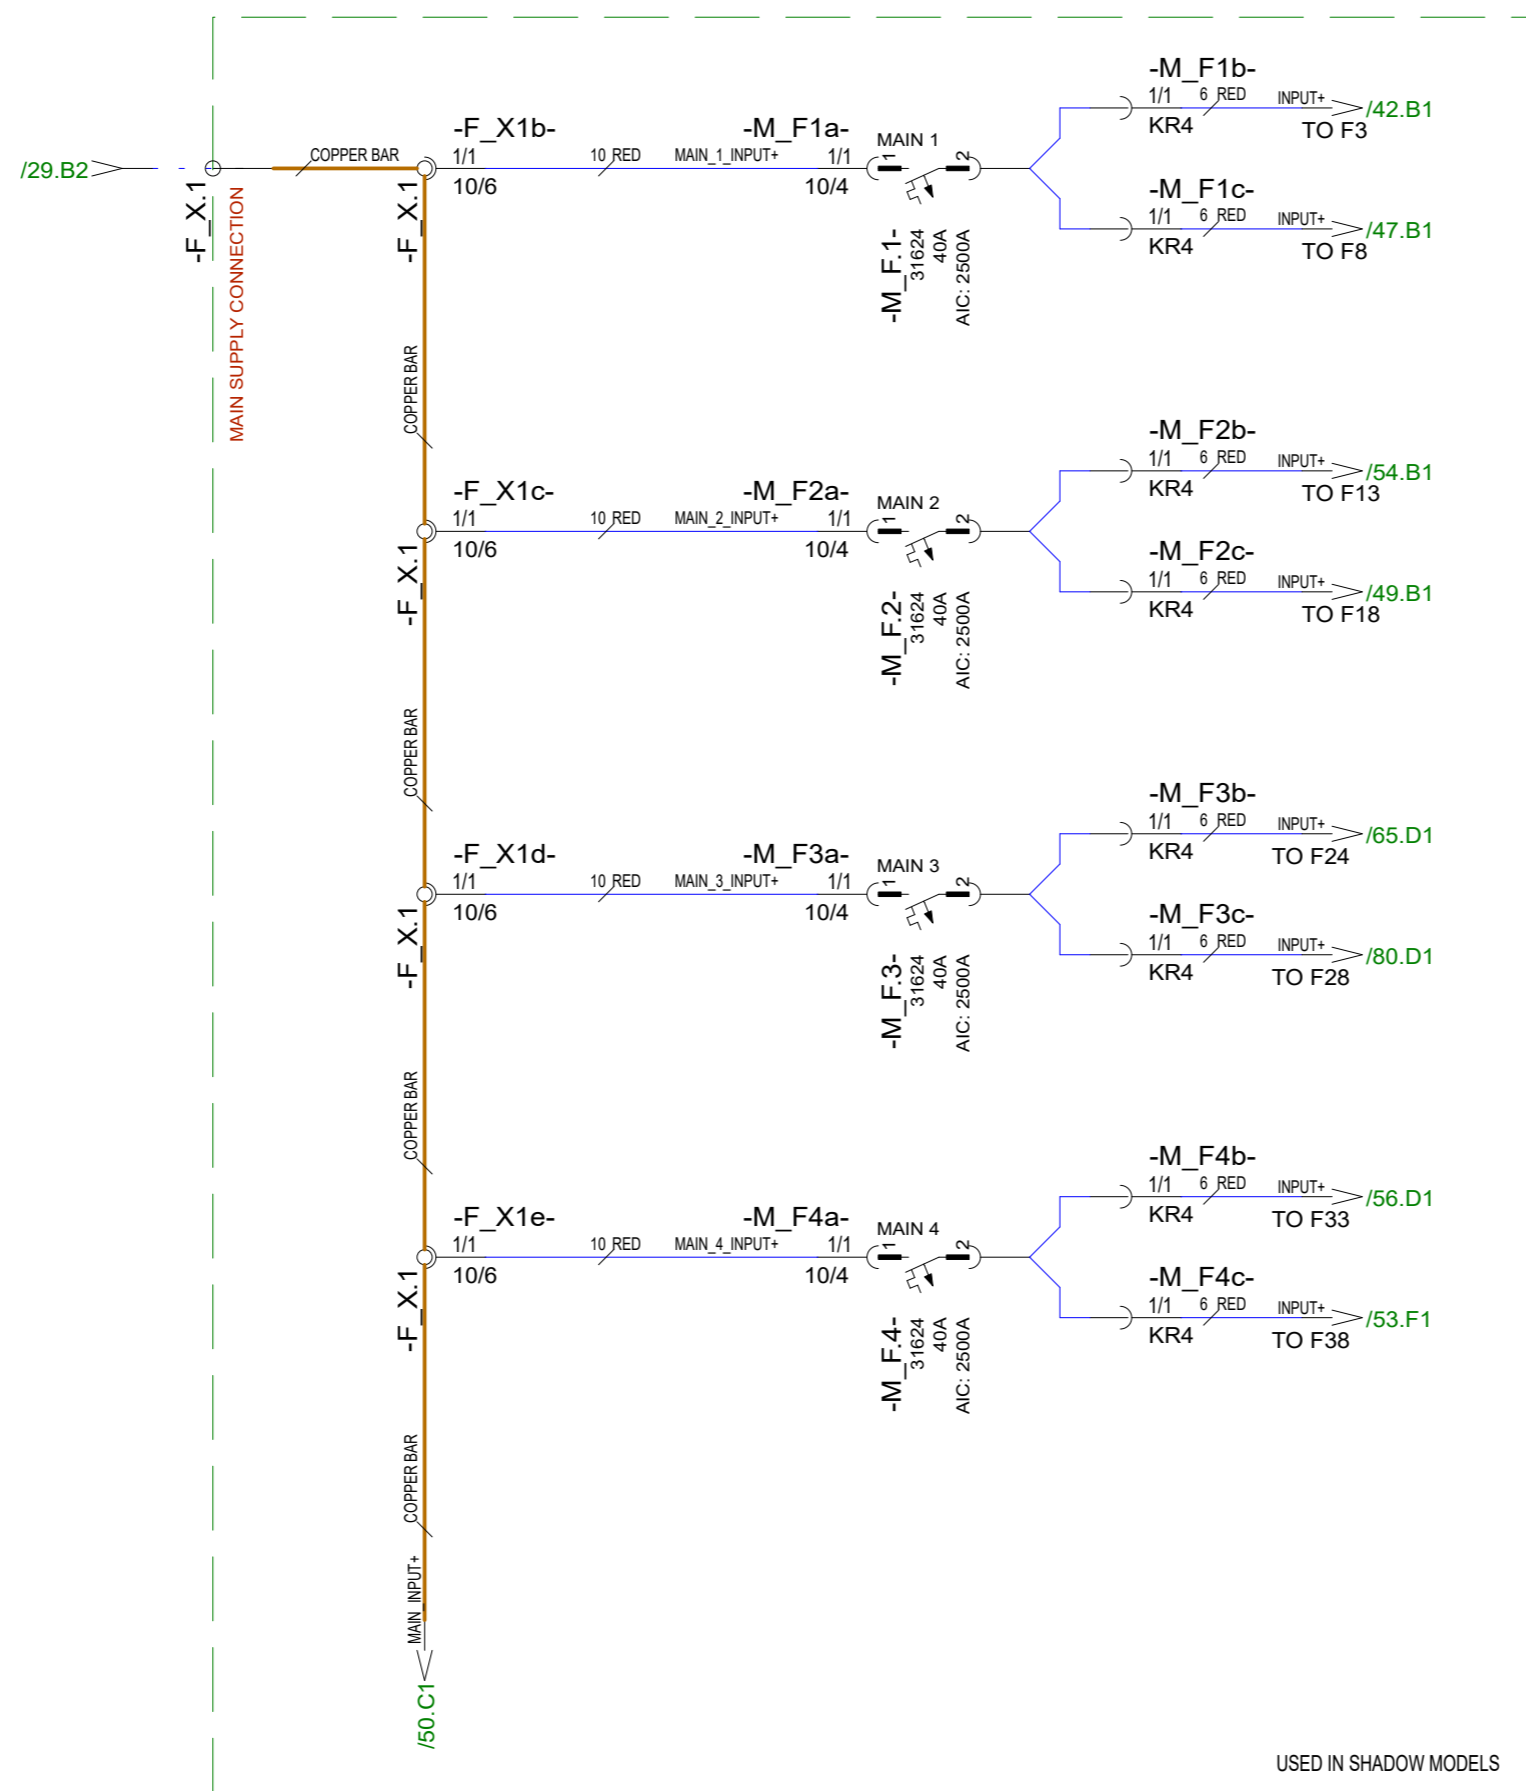 /29.B2
-F_X.1
MAIN SUPPLY CONNECTION
COPPER BAR
-F_X.1
-F_X1b-
1/1
10/6
10 RED
MAIN_1_INPUT+
-M_F1a-
1/1
10/4
MAIN 1
1
2
-M_F.1-
31624
40A
AIC: 2500A
-M_F1b-
1/1
6 RED
INPUT+
/42.B1
KR4
TO F3
-M_F1c-
1/1
6 RED
INPUT+
/47.B1
KR4
TO F8
COPPER BAR
-F_X.1
-F_X1c-
1/1
10/6
10 RED
MAIN_2_INPUT+
-M_F2a-
1/1
10/4
MAIN 2
1
2
-M_F.2-
31624
40A
AIC: 2500A
-M_F2b-
1/1
6 RED
INPUT+
/54.B1
KR4
TO F13
-M_F2c-
1/1
6 RED
INPUT+
/49.B1
KR4
TO F18
COPPER BAR
-F_X.1
-F_X1d-
1/1
10/6
10 RED
MAIN_3_INPUT+
-M_F3a-
1/1
10/4
MAIN 3
1
2
-M_F.3-
31624
40A
AIC: 2500A
-M_F3b-
1/1
6 RED
INPUT+
/65.D1
KR4
TO F24
-M_F3c-
1/1
6 RED
INPUT+
/80.D1
KR4
TO F28
COPPER BAR
-F_X.1
-F_X1e-
1/1
10/6
10 RED
MAIN_4_INPUT+
-M_F4a-
1/1
10/4
MAIN 4
1
2
-M_F.4-
31624
40A
AIC: 2500A
-M_F4b-
1/1
6 RED
INPUT+
/56.D1
KR4
TO F33
-M_F4c-
1/1
6 RED
INPUT+
/53.F1
KR4
TO F38
COPPER BAR
MAIN_INPUT+
/50.C1
USED IN SHADOW MODELS